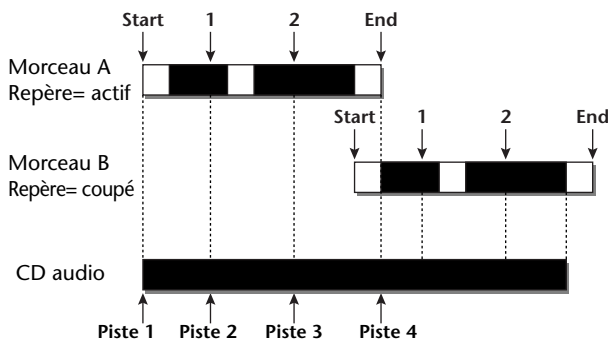 Start 1 2 End
Morceau A
Repère= actif
Start 1 2 End
Morceau B
Repère= coupé
CD audio
Piste 1 Piste 2 Piste 3 Piste 4